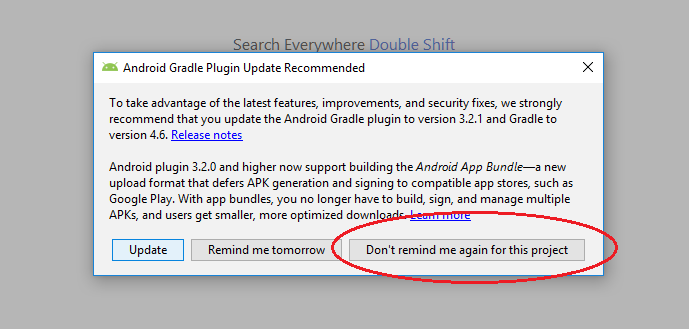 Search Everywhere Double Shift
Android Gradle Plugin Update Recommended
To take advantage of the latest features, improvements, and security fixes, we strongly
recommend that you update the Android Gradle plugin to version 3.2.1 and Gradle to
version 4.6. Release notes
Android plugin 3.2.0 and higher now support building the Android App Bundle—a new
upload format that defers APK generation and signing to compatible app stores, such as
Google Play. With app bundles, you no longer have to build, sign, and manage multiple
APKs, and users get smaller, more optimized downloads. Learn more
Update Remind me tomorrow Don't remind me again for this project